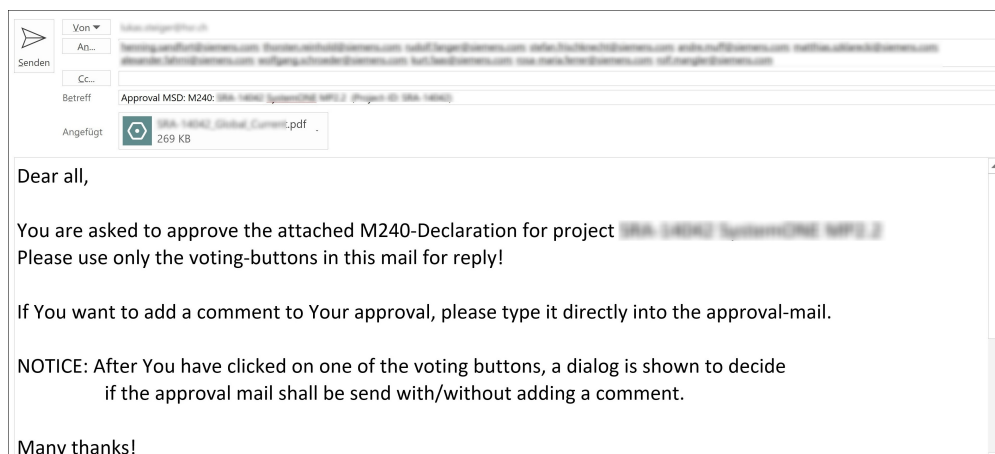 Von
Senden
An...
Cc...
Betreff Approval MSD: M240:
Angefügt .pdf
269 KB
Dear all,
You are asked to approve the attached M240-Declaration for project
Please use only the voting-buttons in this mail for reply!
If You want to add a comment to Your approval, please type it directly into the approval-mail.
NOTICE: After You have clicked on one of the voting buttons, a dialog is shown to decide
if the approval mail shall be send with/without adding a comment.
Many thanks!